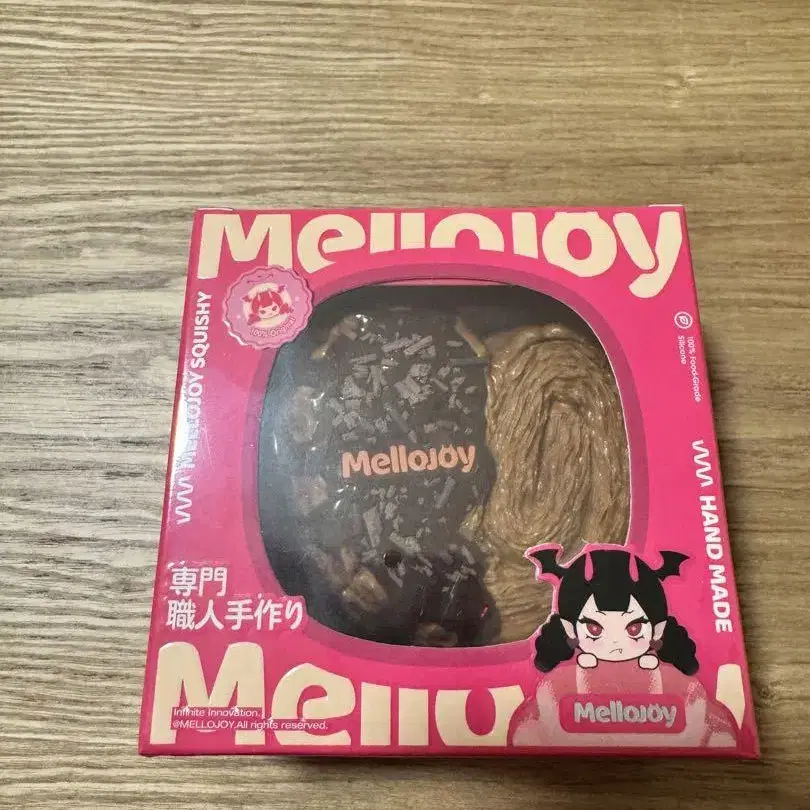 Mellojoy
100% Original
MELLOJOY SQUISHY
100% Food-Grade
Silicone
Mellojoy
HAND MADE
専門
職人手作り
Mellojoy
Infinite Innovation.
@MELLOJOY.All rights reserved.